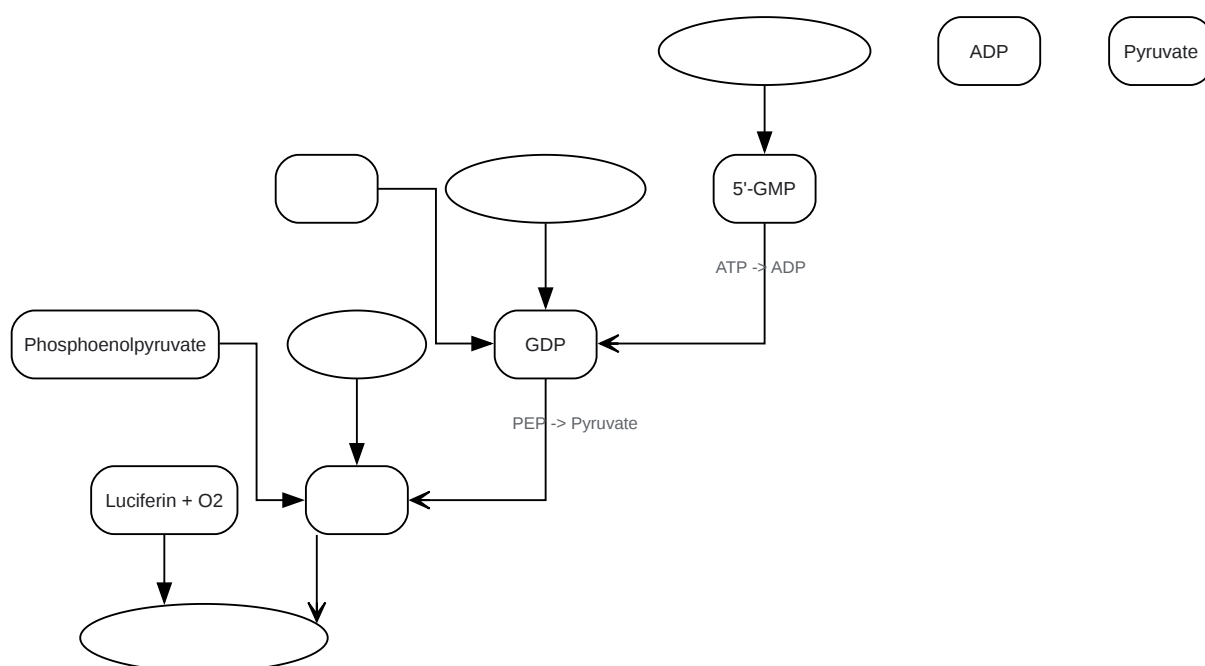 ADP
Pyruvate
5'-GMP
ATP -> ADP
Phosphoenolpyruvate
GDP
PEP -> Pyruvate
Luciferin + O2